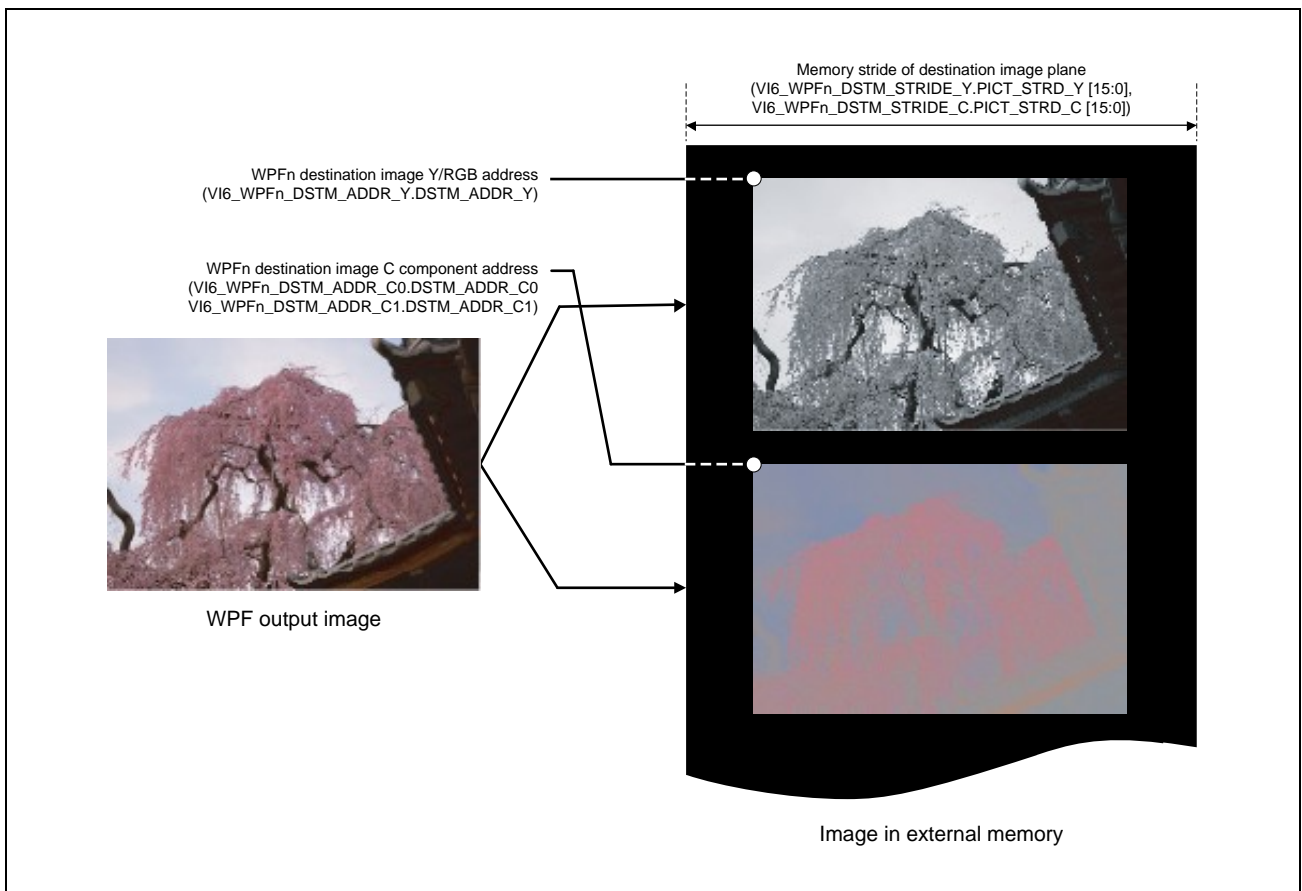 Memory stride of destination image plane
(VI6_WPFn_DSTM_STRIDE_Y.PICT_STRD_Y [15:0],
VI6_WPFn_DSTM_STRIDE_C.PICT_STRD_C [15:0])
WPFn destination image Y/RGB address
(VI6_WPFn_DSTM_ADDR_Y.DSTM_ADDR_Y)
WPFn destination image C component address
(VI6_WPFn_DSTM_ADDR_C0.DSTM_ADDR_C0
VI6_WPFn_DSTM_ADDR_C1.DSTM_ADDR_C1)
WPF output image
Image in external memory